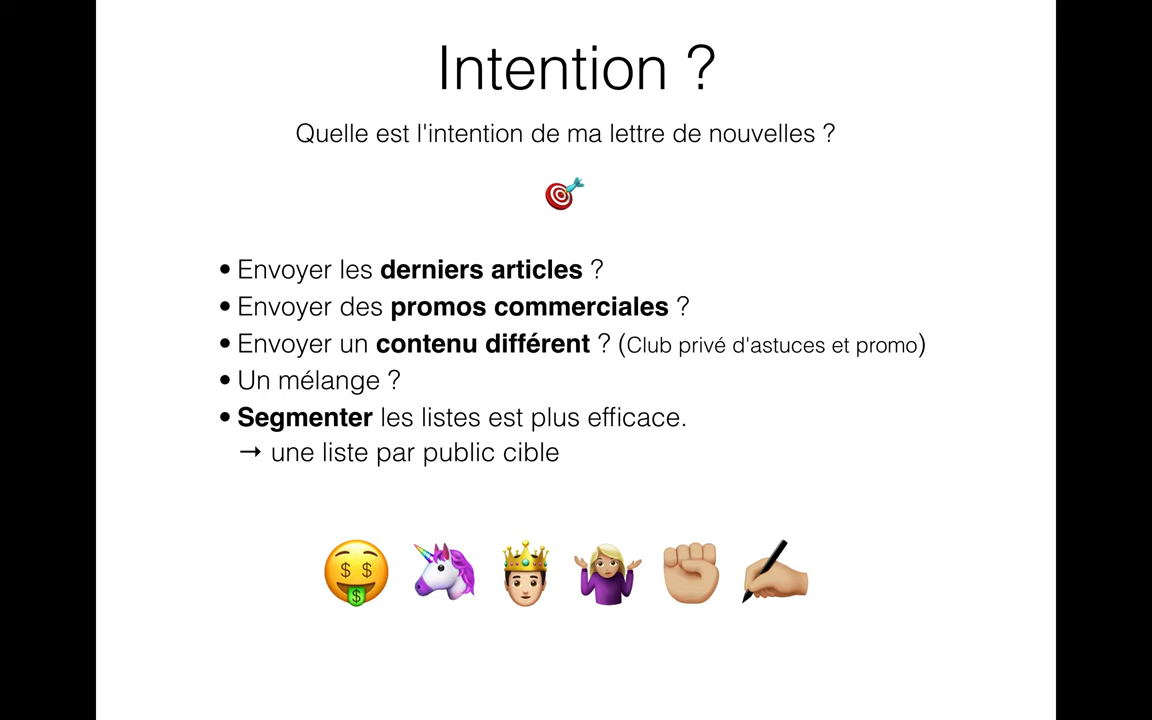 Intention ?
Quelle est l'intention de ma lettre de nouvelles ?
• Envoyer les derniers articles ?
• Envoyer des promos commerciales ?
• Envoyer un contenu différent ? (Club privé d'astuces et promo)
• Un mélange ?
• Segmenter les listes est plus efficace.
→ une liste par public cible